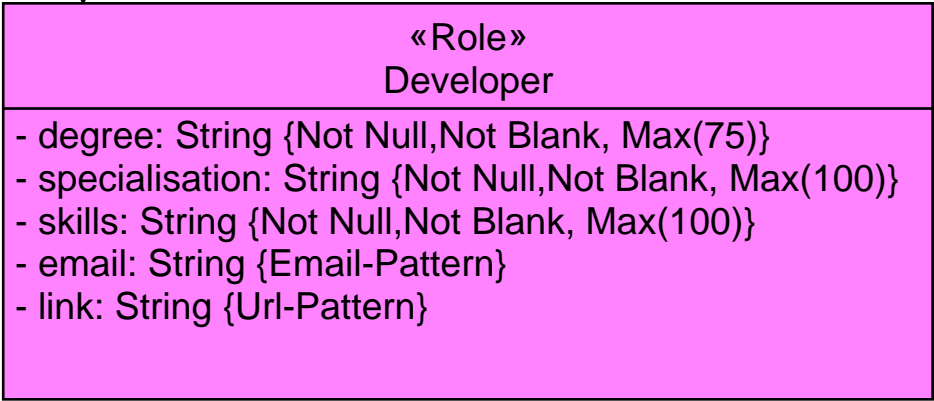 «Role»
Developer
- degree: String {Not Null,Not Blank, Max(75)}
- specialisation: String {Not Null,Not Blank, Max(100)}
- skills: String {Not Null,Not Blank, Max(100)}
- email: String {Email-Pattern}
- link: String {Url-Pattern}